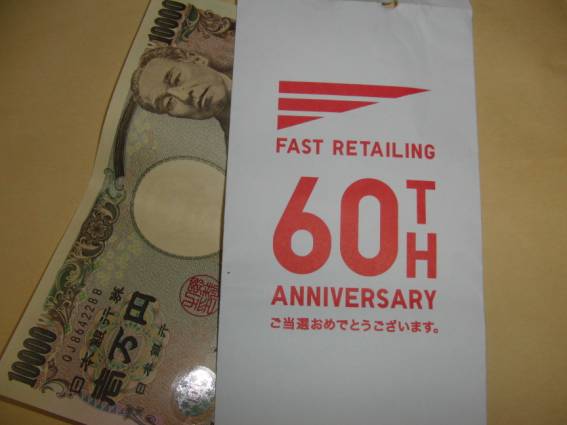 FAST RETAILING
60TH
ANNIVERSARY
ご当選おめでとうございます。
10000
10000
OJ864228B
日本銀行券
壱万円
日本銀行